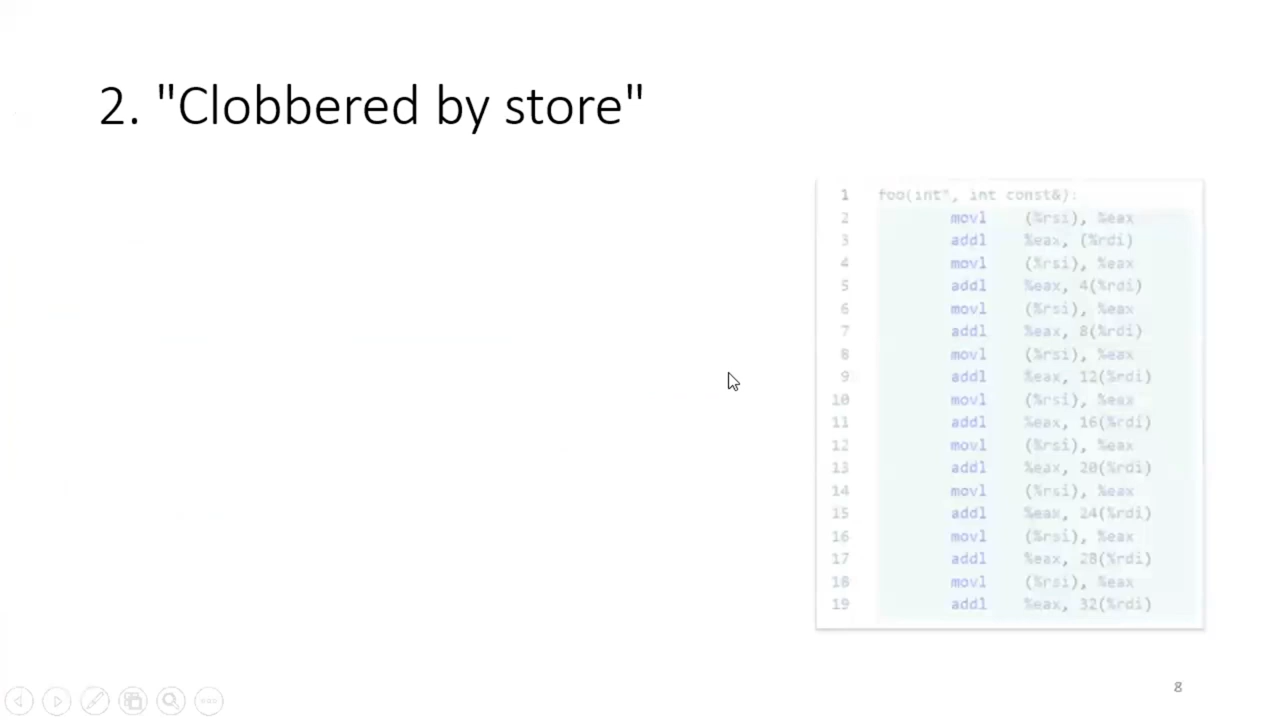 2. "Clobbered by store"
1 foo(int*, int const&):
2 movl (%rsi), %eax
3 addl %eax, (%rdi)
4 movl (%rsi), %eax
5 addl %eax, 4(%rdi)
6 movl (%rsi), %eax
7 addl %eax, 8(%rdi)
8 movl (%rsi), %eax
9 addl %eax, 12(%rdi)
10 movl (%rsi), %eax
11 addl %eax, 16(%rdi)
12 movl (%rsi), %eax
13 addl %eax, 20(%rdi)
14 movl (%rsi), %eax
15 addl %eax, 24(%rdi)
16 movl (%rsi), %eax
17 addl %eax, 28(%rdi)
18 movl (%rsi), %eax
19 addl %eax, 32(%rdi)
8